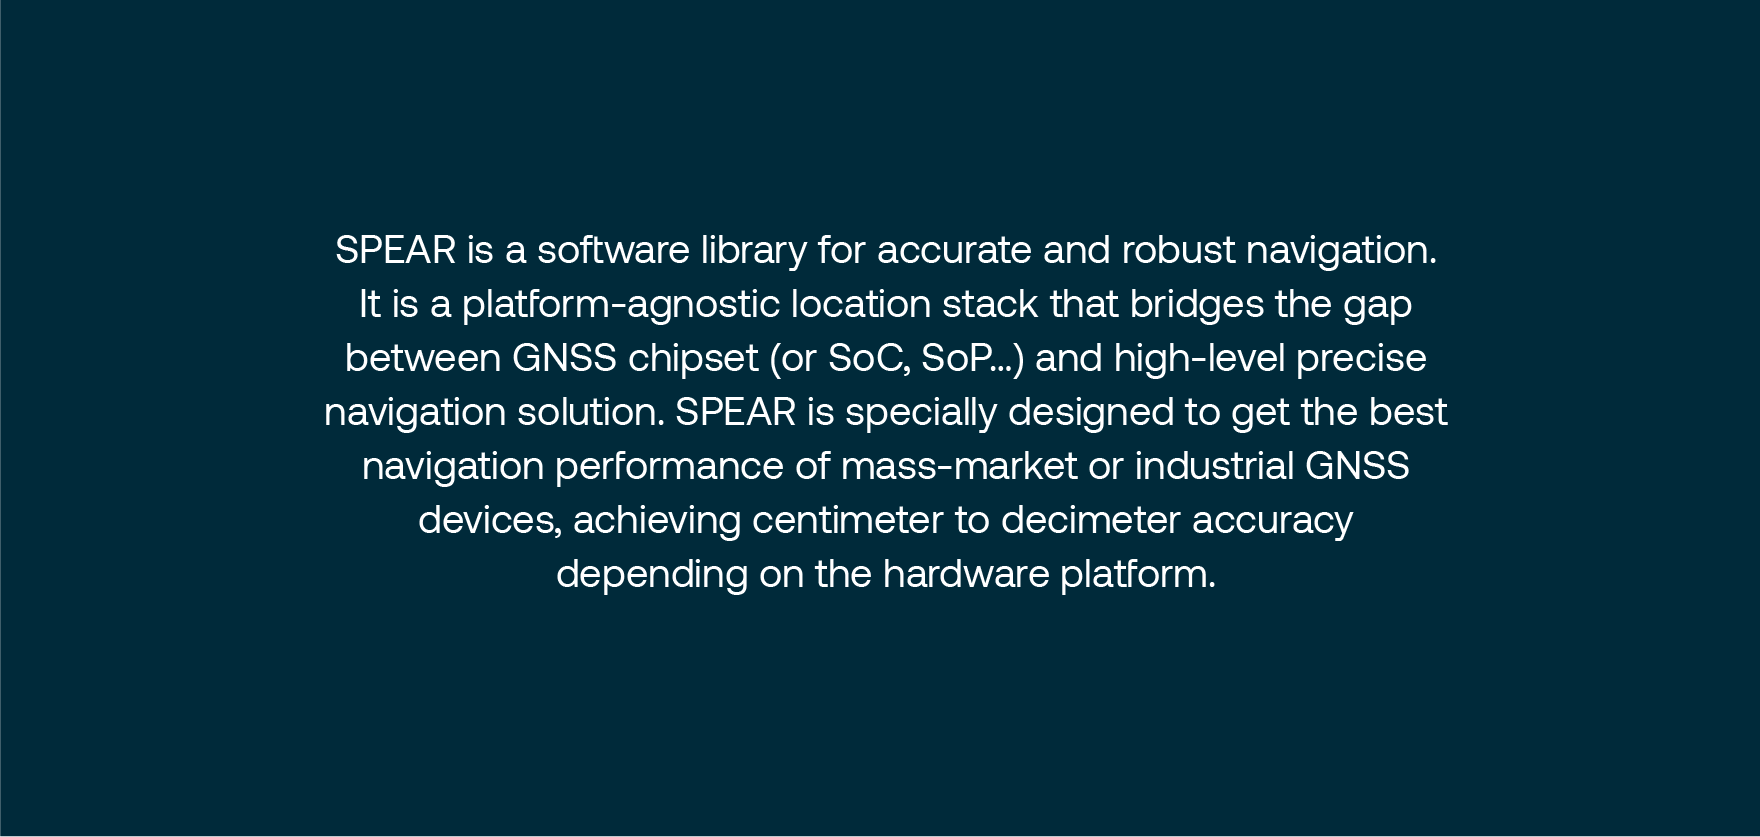 SPEAR is a software library for accurate and robust navigation.
It is a platform-agnostic location stack that bridges the gap
between GNSS chipset (or SoC, SoP...) and high-level precise
navigation solution. SPEAR is specially designed to get the best
navigation performance of mass-market or industrial GNSS
devices, achieving centimeter to decimeter accuracy
depending on the hardware platform.